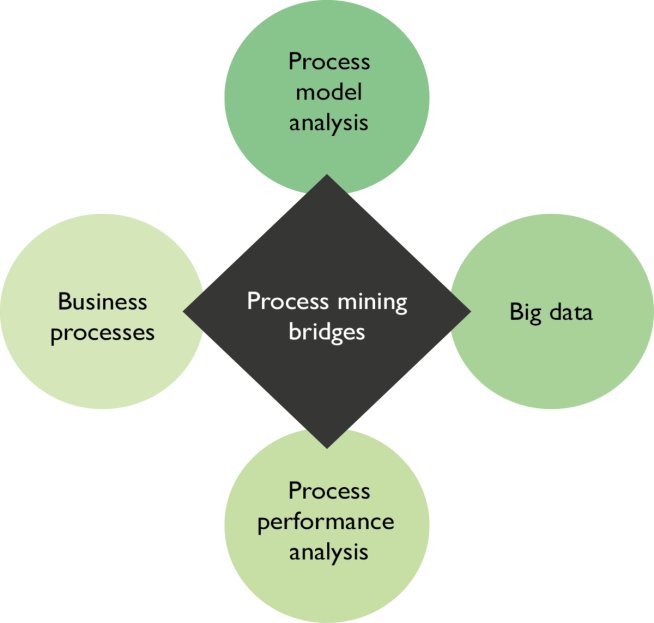 Process
model
analysis
Business
processes
Process mining
bridges
Big data
Process
performance
analysis